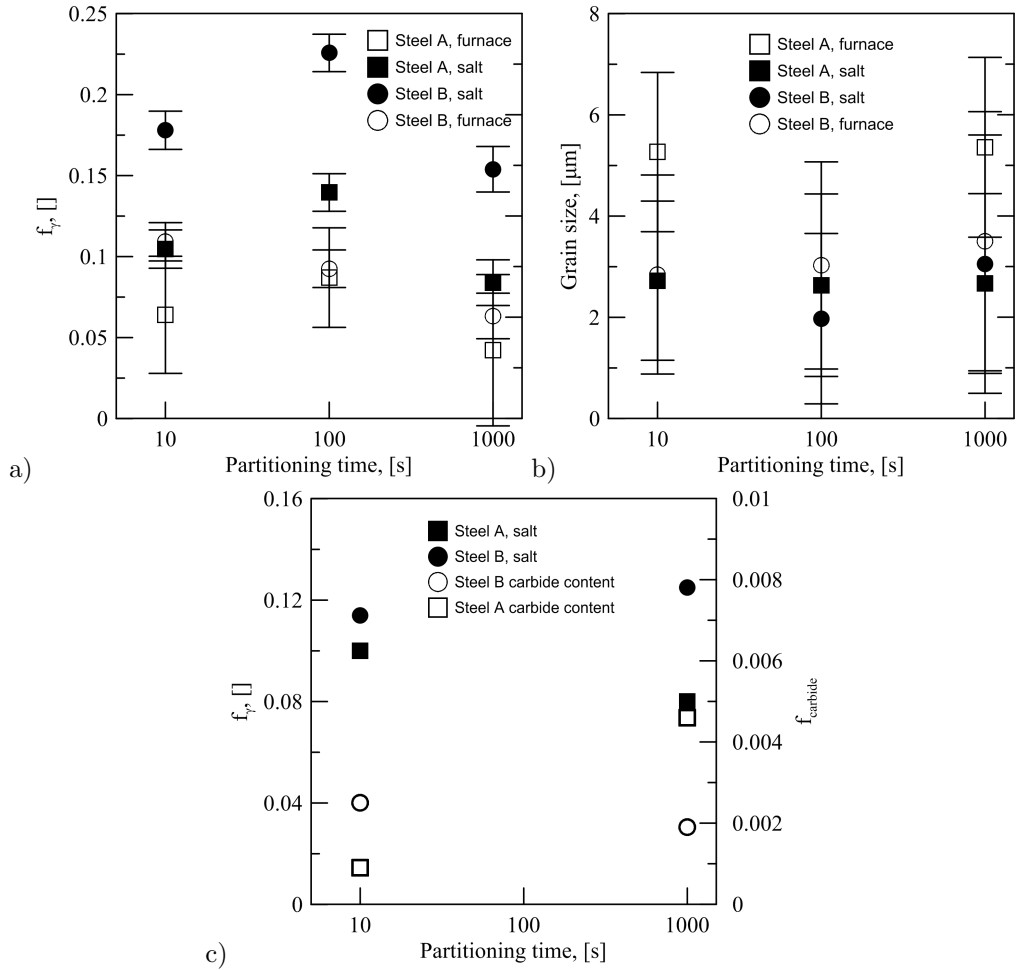 0.25
0.2
0.15
0.1
0.05
0
fγ, []
Steel A, furnace
Steel A, salt
Steel B, salt
Steel B, furnace
10 100 1000
Partitioning time, [s]
a)
8
6
4
2
0
Grain size, [µm]
Steel A, furnace
Steel A, salt
Steel B, salt
Steel B, furnace
10 100 1000
Partitioning time, [s]
b)
0.16
0.12
0.08
0.04
0
fγ, []
Steel A, salt
Steel B, salt
Steel B carbide content
Steel A carbide content
0.01
0.008
0.006
0.004
0.002
0
fcarbide
10 100 1000
Partitioning time, [s]
c)